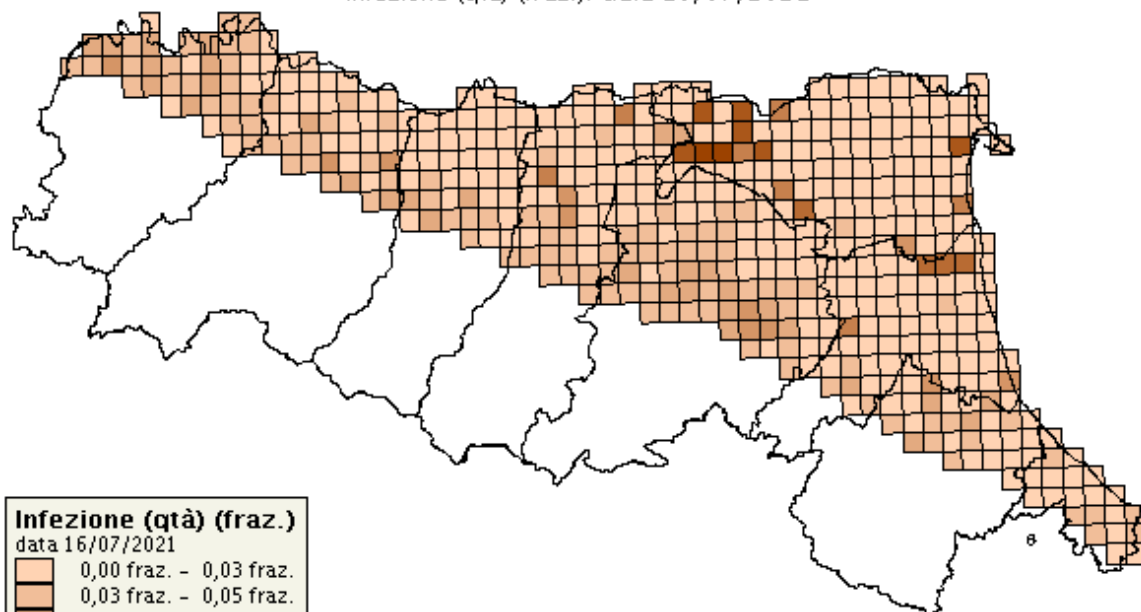 Infezione (qtà) (fraz.)
data 16/07/2021
0,00 fraz. - 0,03 fraz.
0,03 fraz. - 0,05 fraz.